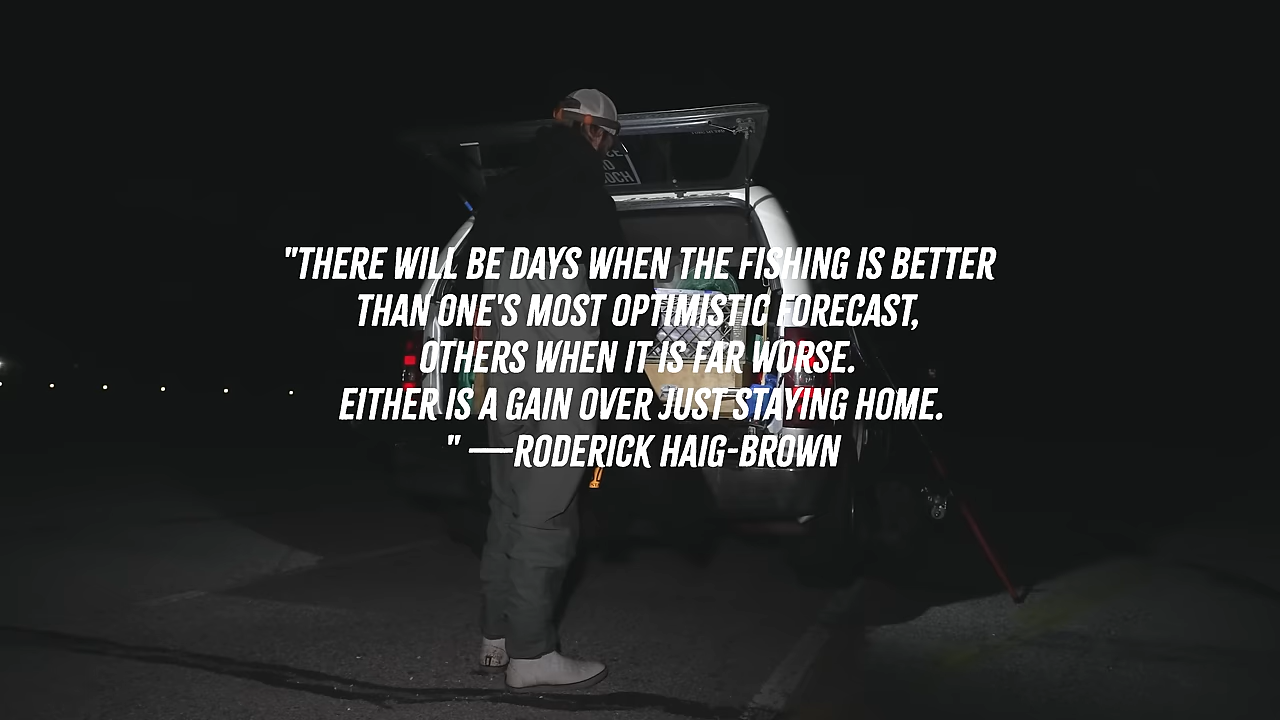 "THERE WILL BE DAYS WHEN THE FISHING IS BETTER
THAN ONE'S MOST OPTIMISTIC FORECAST,
OTHERS WHEN IT IS FAR WORSE.
EITHER IS A GAIN OVER JUST STAYING HOME.
" —RODERICK HAIG-BROWN